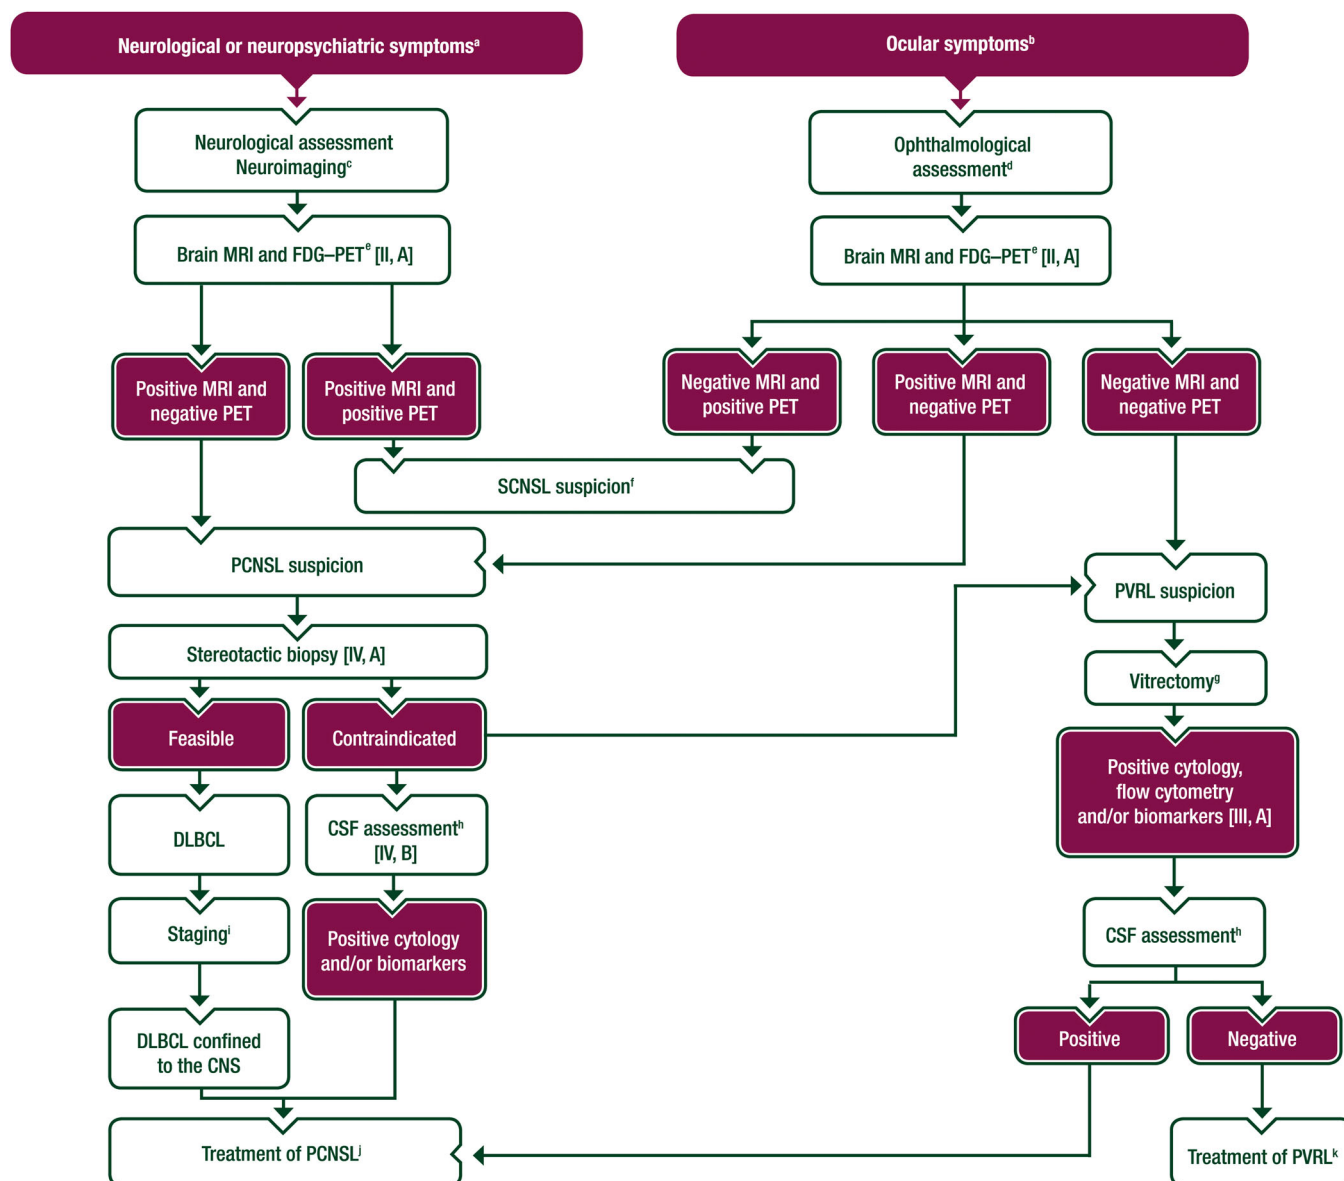 Neurological or neuropsychiatric symptomsᵃ
Ocular symptomsᵇ
Neurological assessment
Neuroimagingᶜ
Ophthalmological
assessmentᵈ
Brain MRI and FDG–PETᵉ [II, A]
Brain MRI and FDG–PETᵉ [II, A]
Positive MRI and
negative PET
Positive MRI and
positive PET
Negative MRI and
positive PET
Positive MRI and
negative PET
Negative MRI and
negative PET
SCNSL suspicionᶠ
PCNSL suspicion
PVRL suspicion
Stereotactic biopsy [IV, A]
Vitrectomyᵍ
Feasible
Contraindicated
Positive cytology,
flow cytometry
and/or biomarkers [III, A]
DLBCL
CSF assessmentʰ
[IV, B]
Stagingⁱ
Positive cytology
and/or biomarkers
CSF assessmentʰ
DLBCL confined
to the CNS
Positive
Negative
Treatment of PCNSLʲ
Treatment of PVRLᵏ